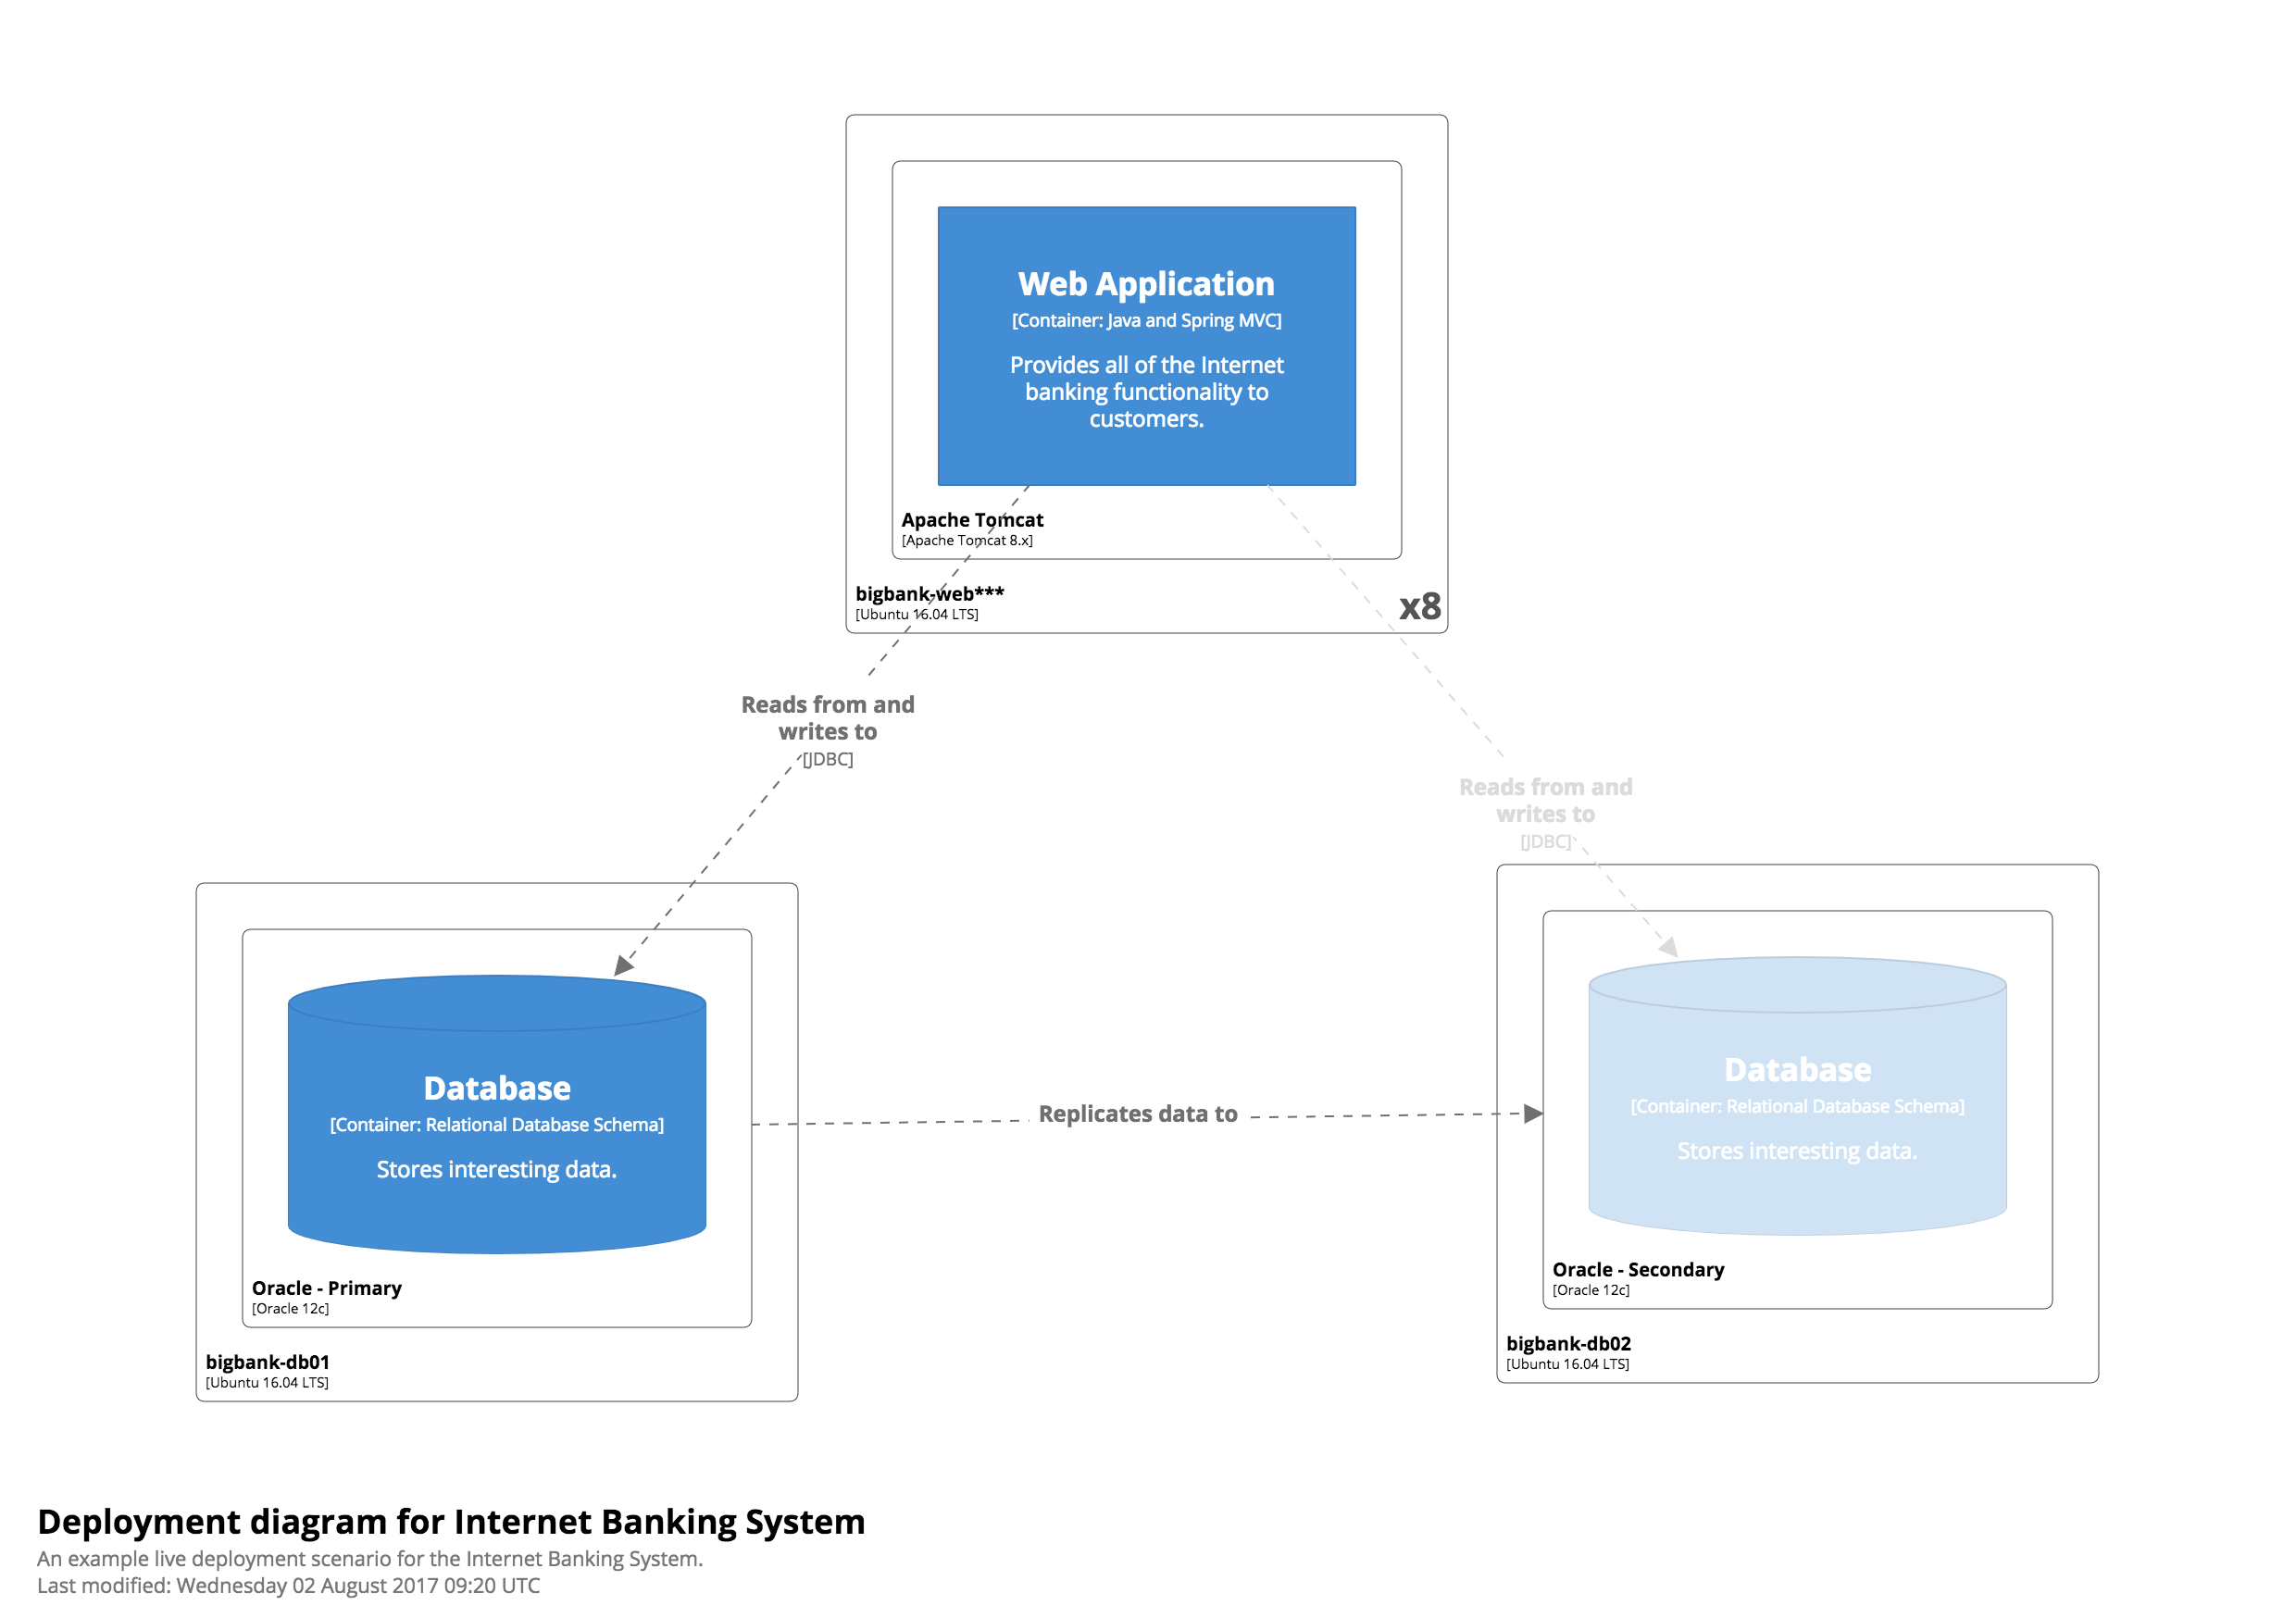 Web Application
[Container: Java and Spring MVC]
Provides all of the Internet
banking functionality to
customers.
Apache Tomcat
[Apache Tomcat 8.x]
bigbank-web***
[Ubuntu 16.04 LTS]
x8
Reads from and
writes to
[JDBC]
Reads from and
writes to
[JDBC]
Database
[Container: Relational Database Schema]
Stores interesting data.
Oracle - Primary
[Oracle 12c]
bigbank-db01
[Ubuntu 16.04 LTS]
Replicates data to
Database
[Container: Relational Database Schema]
Stores interesting data.
Oracle - Secondary
[Oracle 12c]
bigbank-db02
[Ubuntu 16.04 LTS]
Deployment diagram for Internet Banking System
An example live deployment scenario for the Internet Banking System.
Last modified: Wednesday 02 August 2017 09:20 UTC